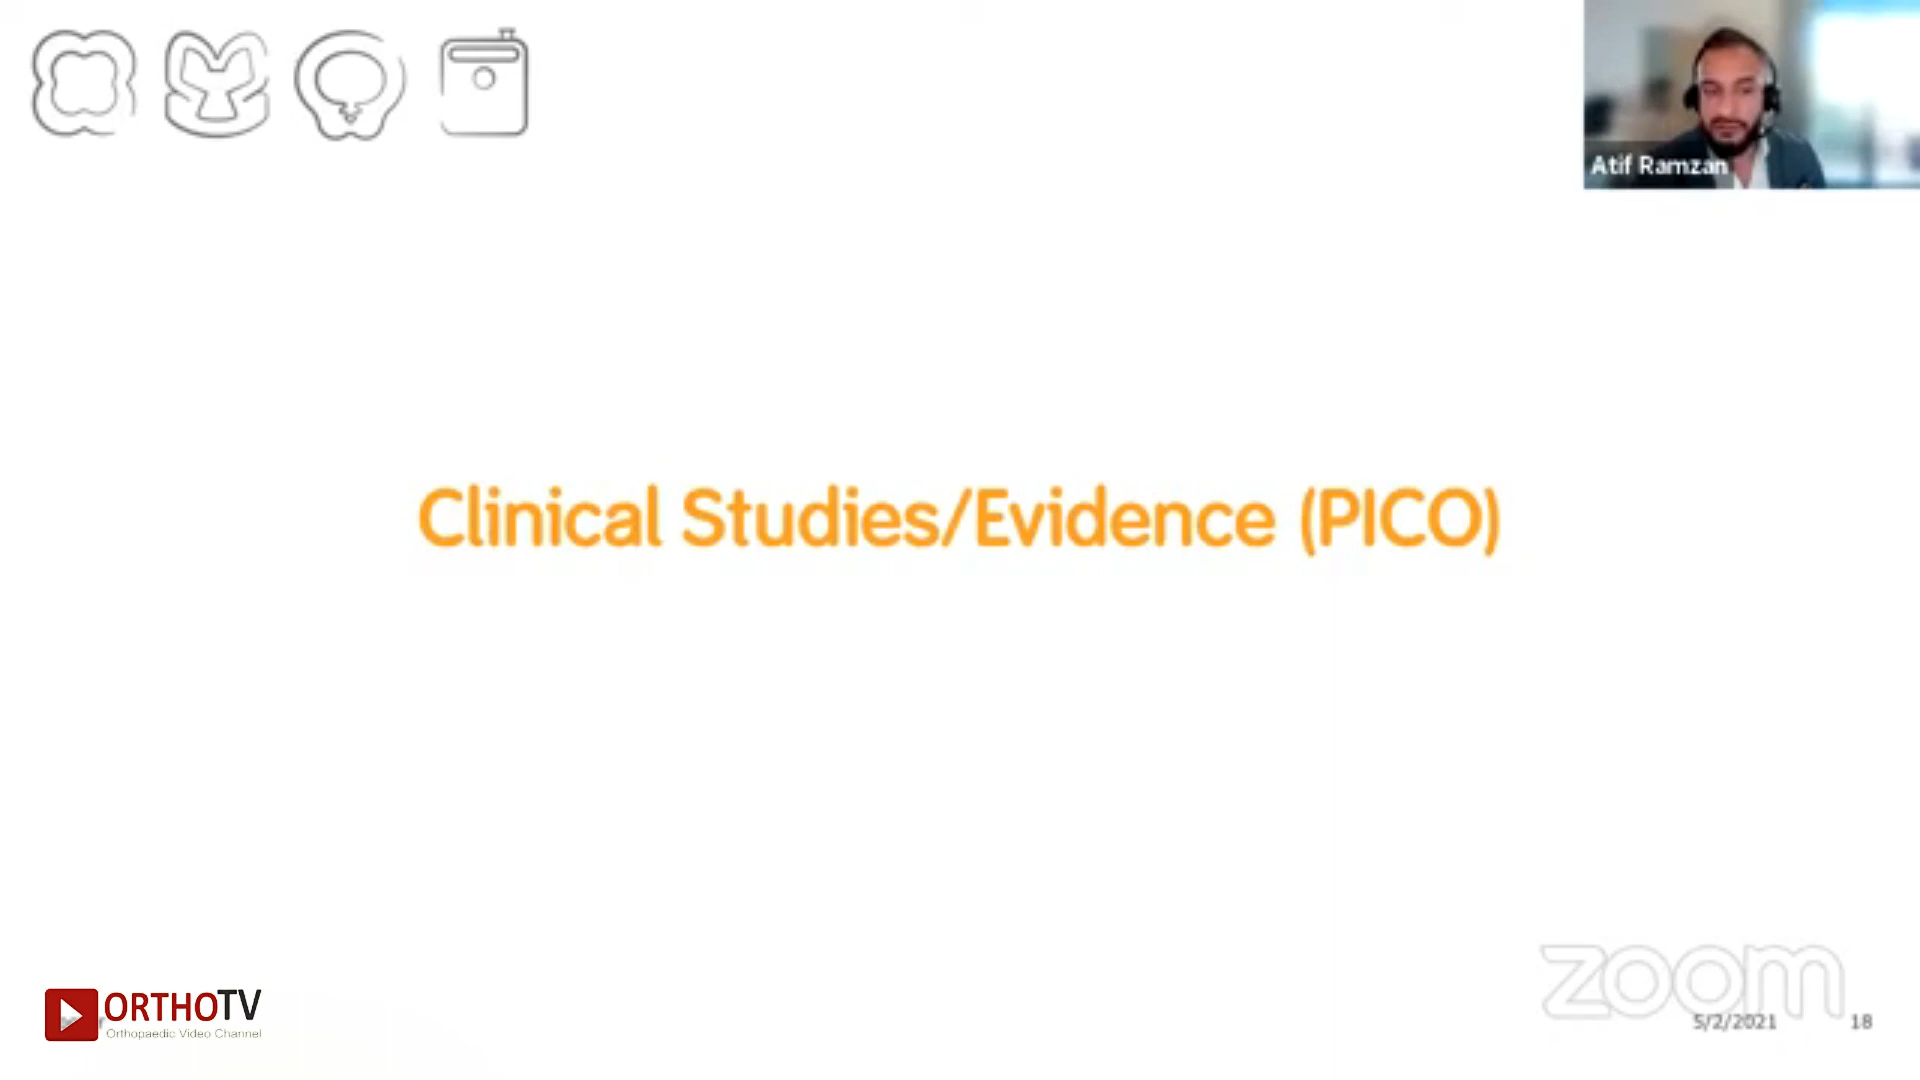 Atif Ramzan
Clinical Studies/Evidence (PICO)
ORTHOTV
Orthopaedic Video Channel
zoom
5/2/2021
18